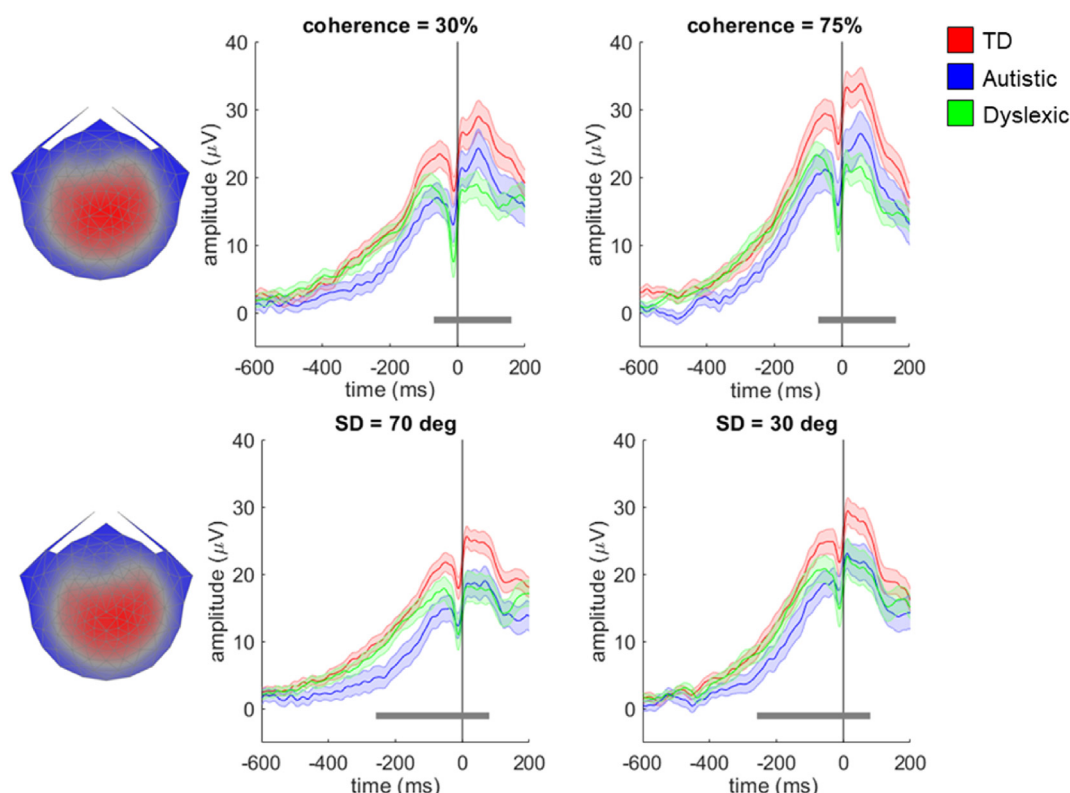 coherence = 30%
40
30
20
10
0
amplitude (μV)
-600 -400 -200 0 200
time (ms)
coherence = 75%
40
30
20
10
0
amplitude (μV)
-600 -400 -200 0 200
time (ms)
TD
Autistic
Dyslexic
SD = 70 deg
40
30
20
10
0
amplitude (μV)
-600 -400 -200 0 200
time (ms)
SD = 30 deg
40
30
20
10
0
amplitude (μV)
-600 -400 -200 0 200
time (ms)